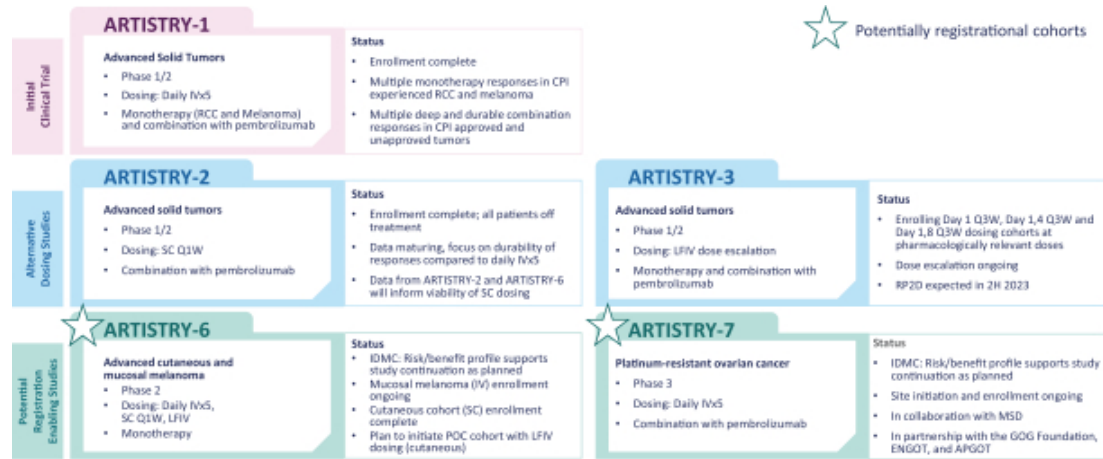 ARTISTRY-1
Potentially registrational cohorts
Initial
Clinical Trial
Advanced Solid Tumors
• Phase 1/2
• Dosing: Daily IVx5
• Monotherapy (RCC and Melanoma)
and combination with pembrolizumab
Status
• Enrollment complete
• Multiple monotherapy responses in CPI
experienced RCC and melanoma
• Multiple deep and durable combination
responses in CPI approved and
unapproved tumors
Alternative
Dosing Studies
ARTISTRY-2
Advanced solid tumors
• Phase 1/2
• Dosing: SC Q1W
• Combination with pembrolizumab
Status
• Enrollment complete; all patients off
treatment
• Data maturing, focus on durability of
responses compared to daily IVx5
• Data from ARTISTRY-2 and ARTISTRY-6
will inform viability of SC dosing
ARTISTRY-3
Advanced solid tumors
• Phase 1/2
• Dosing: LFIV dose escalation
• Monotherapy and combination with
pembrolizumab
Status
• Enrolling Day 1 Q3W, Day 1,4 Q3W and
Day 1,8 Q3W dosing cohorts at
pharmacologically relevant doses
• Dose escalation ongoing
• RP2D expected in 2H 2023
Potential
Registration
Enabling Studies
ARTISTRY-6
Advanced cutaneous and
mucosal melanoma
• Phase 2
• Dosing: Daily IVx5,
SC Q1W, LFIV
• Monotherapy
Status
• IDMC: Risk/benefit profile supports
study continuation as planned
• Mucosal melanoma (IV) enrollment
ongoing
• Cutaneous cohort (SC) enrollment
complete
• Plan to initiate POC cohort with LFIV
dosing (cutaneous)
ARTISTRY-7
Platinum-resistant ovarian cancer
• Phase 3
• Dosing: Daily IVx5
• Combination with pembrolizumab
Status
• IDMC: Risk/benefit profile supports study
continuation as planned
• Site initiation and enrollment ongoing
• In collaboration with MSD
• In partnership with the GOG Foundation,
ENGOT, and APGOT